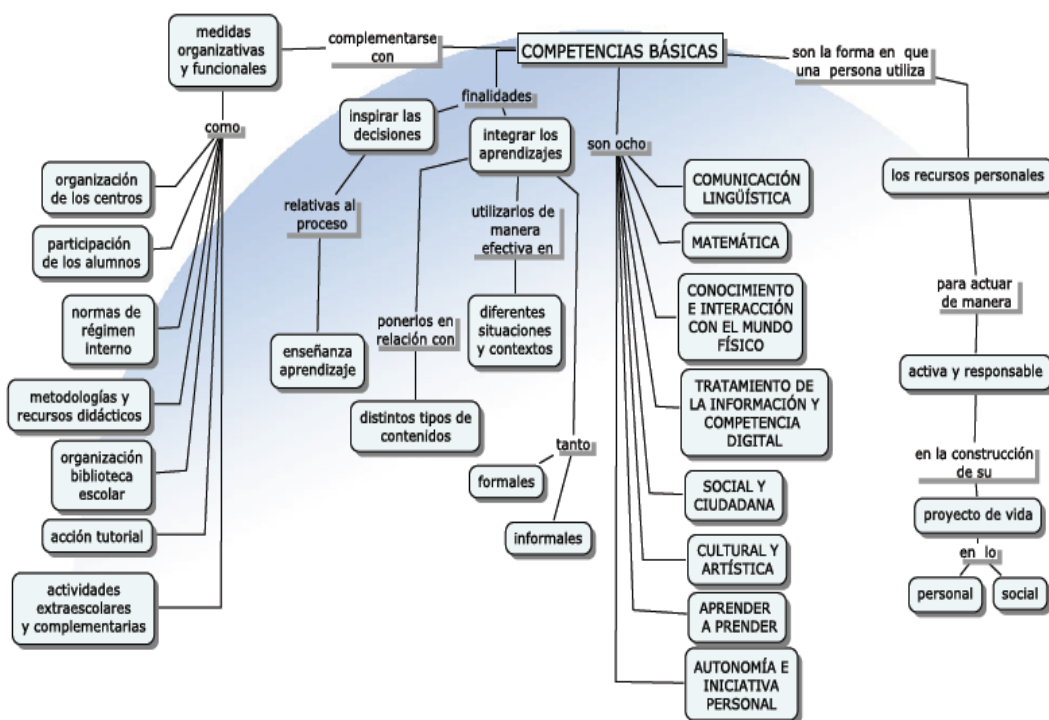 medidas
organizativas
y funcionales
complementarse
con
COMPETENCIAS BÁSICAS
son la forma en que
una persona utiliza
como
organización
de los centros
participación
de los alumnos
normas de
régimen
interno
metodologías y
recursos didácticos
organización
biblioteca
escolar
acción tutorial
actividades
extraescolares
y complementarias
finalidades
inspirar las
decisiones
relativas al
proceso
enseñanza
aprendizaje
integrar los
aprendizajes
ponerlos en
relación con
distintos tipos de
contenidos
utilizarlos de
manera
efectiva en
diferentes
situaciones
y contextos
tanto
formales
informales
son ocho
COMUNICACIÓN
LINGÜÍSTICA
MATEMÁTICA
CONOCIMIENTO
E INTERACCIÓN
CON EL MUNDO
FÍSICO
TRATAMIENTO DE
LA INFORMACIÓN Y
COMPETENCIA
DIGITAL
SOCIAL Y
CIUDADANA
CULTURAL Y
ARTÍSTICA
APRENDER
A PRENDER
AUTONOMÍA E
INICIATIVA
PERSONAL
los recursos personales
para actuar
de manera
activa y responsable
en la construcción
de su
proyecto de vida
en lo
personal
social